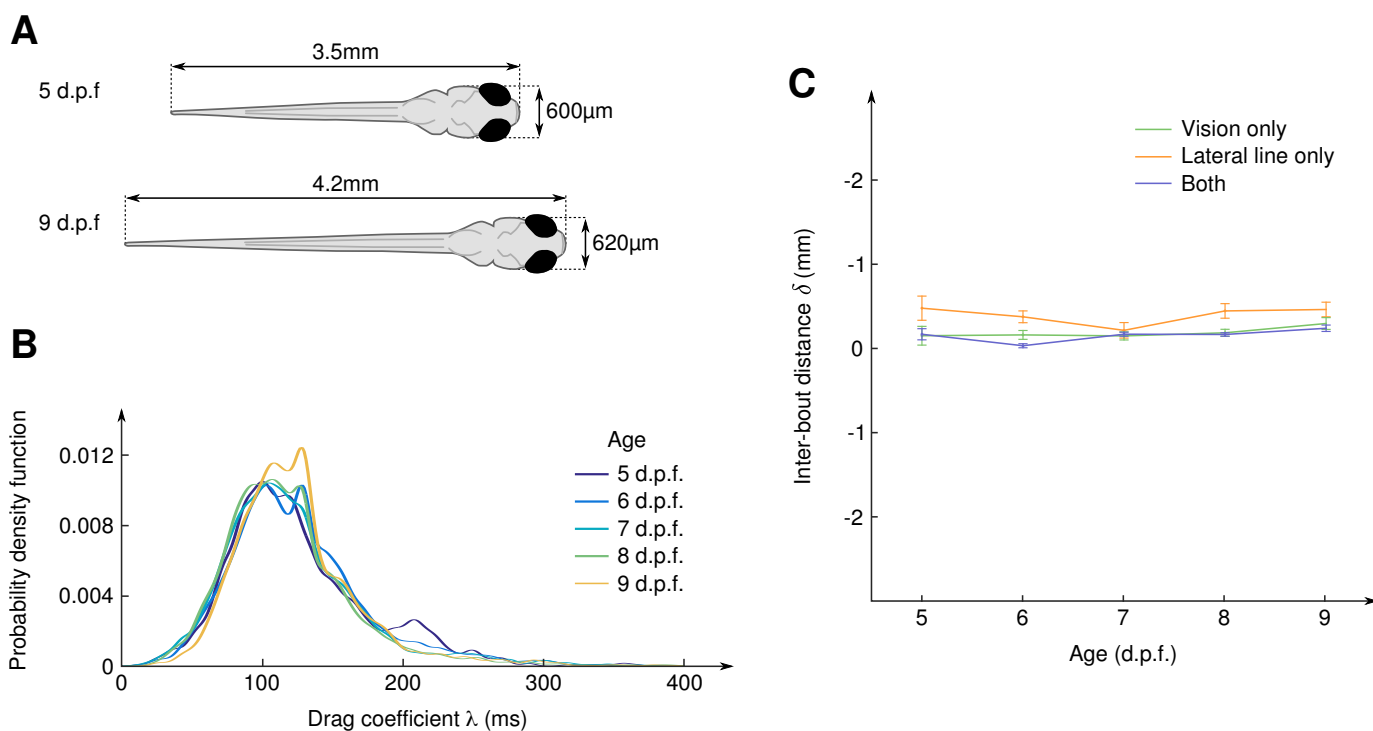 A
3.5mm
5 d.p.f
600μm
4.2mm
9 d.p.f
620μm
B
Probability density function
0.012
0.008
0.004
0
0 100 200 300 400
Drag coefficient λ (ms)
Age
5 d.p.f.
6 d.p.f.
7 d.p.f.
8 d.p.f.
9 d.p.f.
C
Vision only
Lateral line only
Both
Inter-bout distance δ (mm)
-2
-1
0
-1
-2
5 6 7 8 9
Age (d.p.f.)